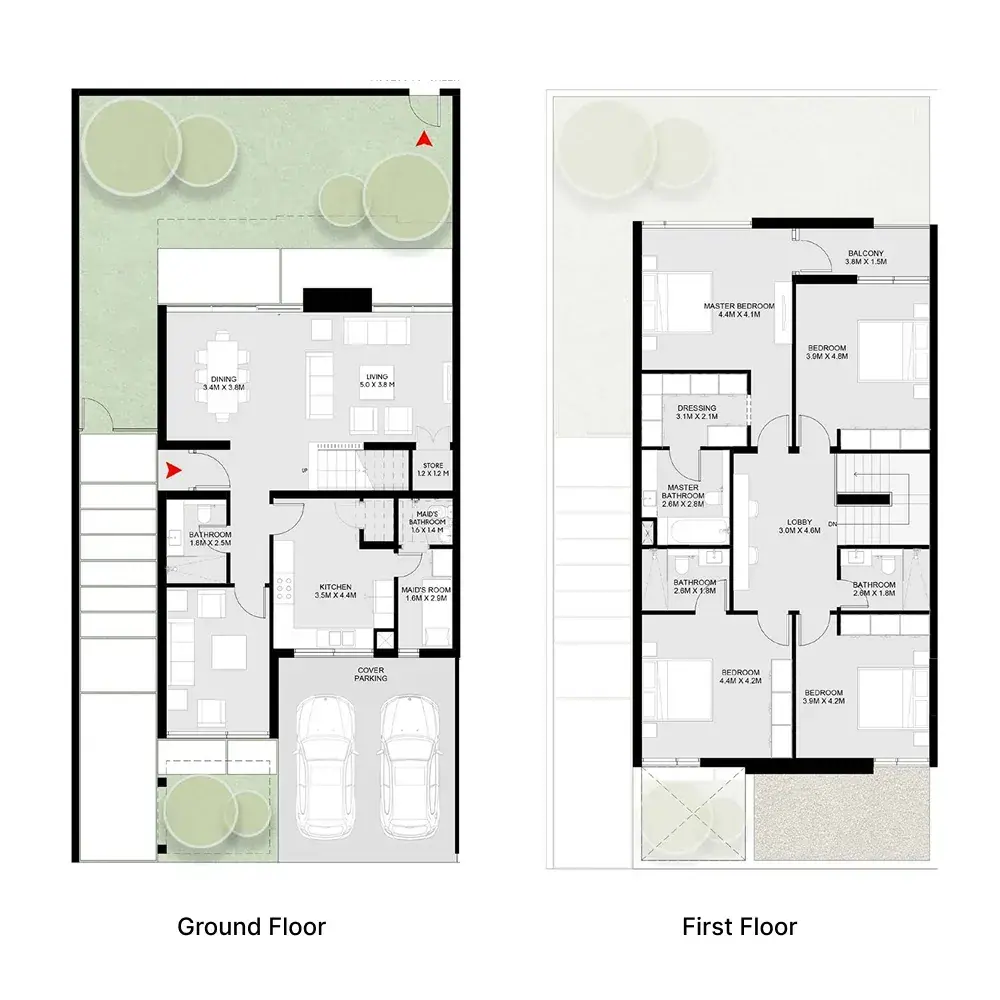 DINING
3.4M X 3.8M
LIVING
5.0 X 3.8 M
STORE
1.2 X 1.2 M
UP
BATHROOM
1.8M X 2.5M
MAID'S
BATHROOM
1.6 X 1.4 M
KITCHEN
3.5M X 4.4M
MAID'S ROOM
1.6M X 2.9M
COVER
PARKING
Ground Floor
BALCONY
3.8M X 1.5M
MASTER BEDROOM
4.4M X 4.1M
BEDROOM
3.9M X 4.8M
DRESSING
3.1M X 2.1M
MASTER
BATHROOM
2.6M X 2.8M
LOBBY
3.0M X 4.6M
DN
BATHROOM
2.6M X 1.8M
BATHROOM
2.6M X 1.8M
BEDROOM
4.4M X 4.2M
BEDROOM
3.9M X 4.2M
First Floor